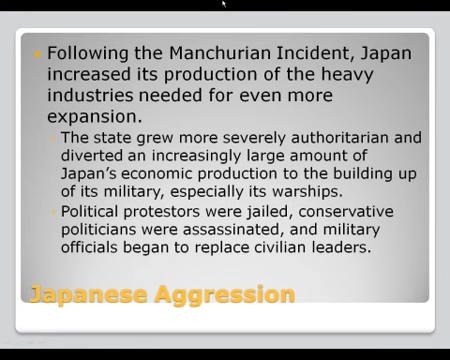 Following the Manchurian Incident, Japan
increased its production of the heavy
industries needed for even more
expansion.
The state grew more severely authoritarian and
diverted an increasingly large amount of
Japan's economic production to the building up
of its military, especially its warships.
Political protestors were jailed, conservative
politicians were assassinated, and military
officials began to replace civilian leaders.
Japanese Aggression